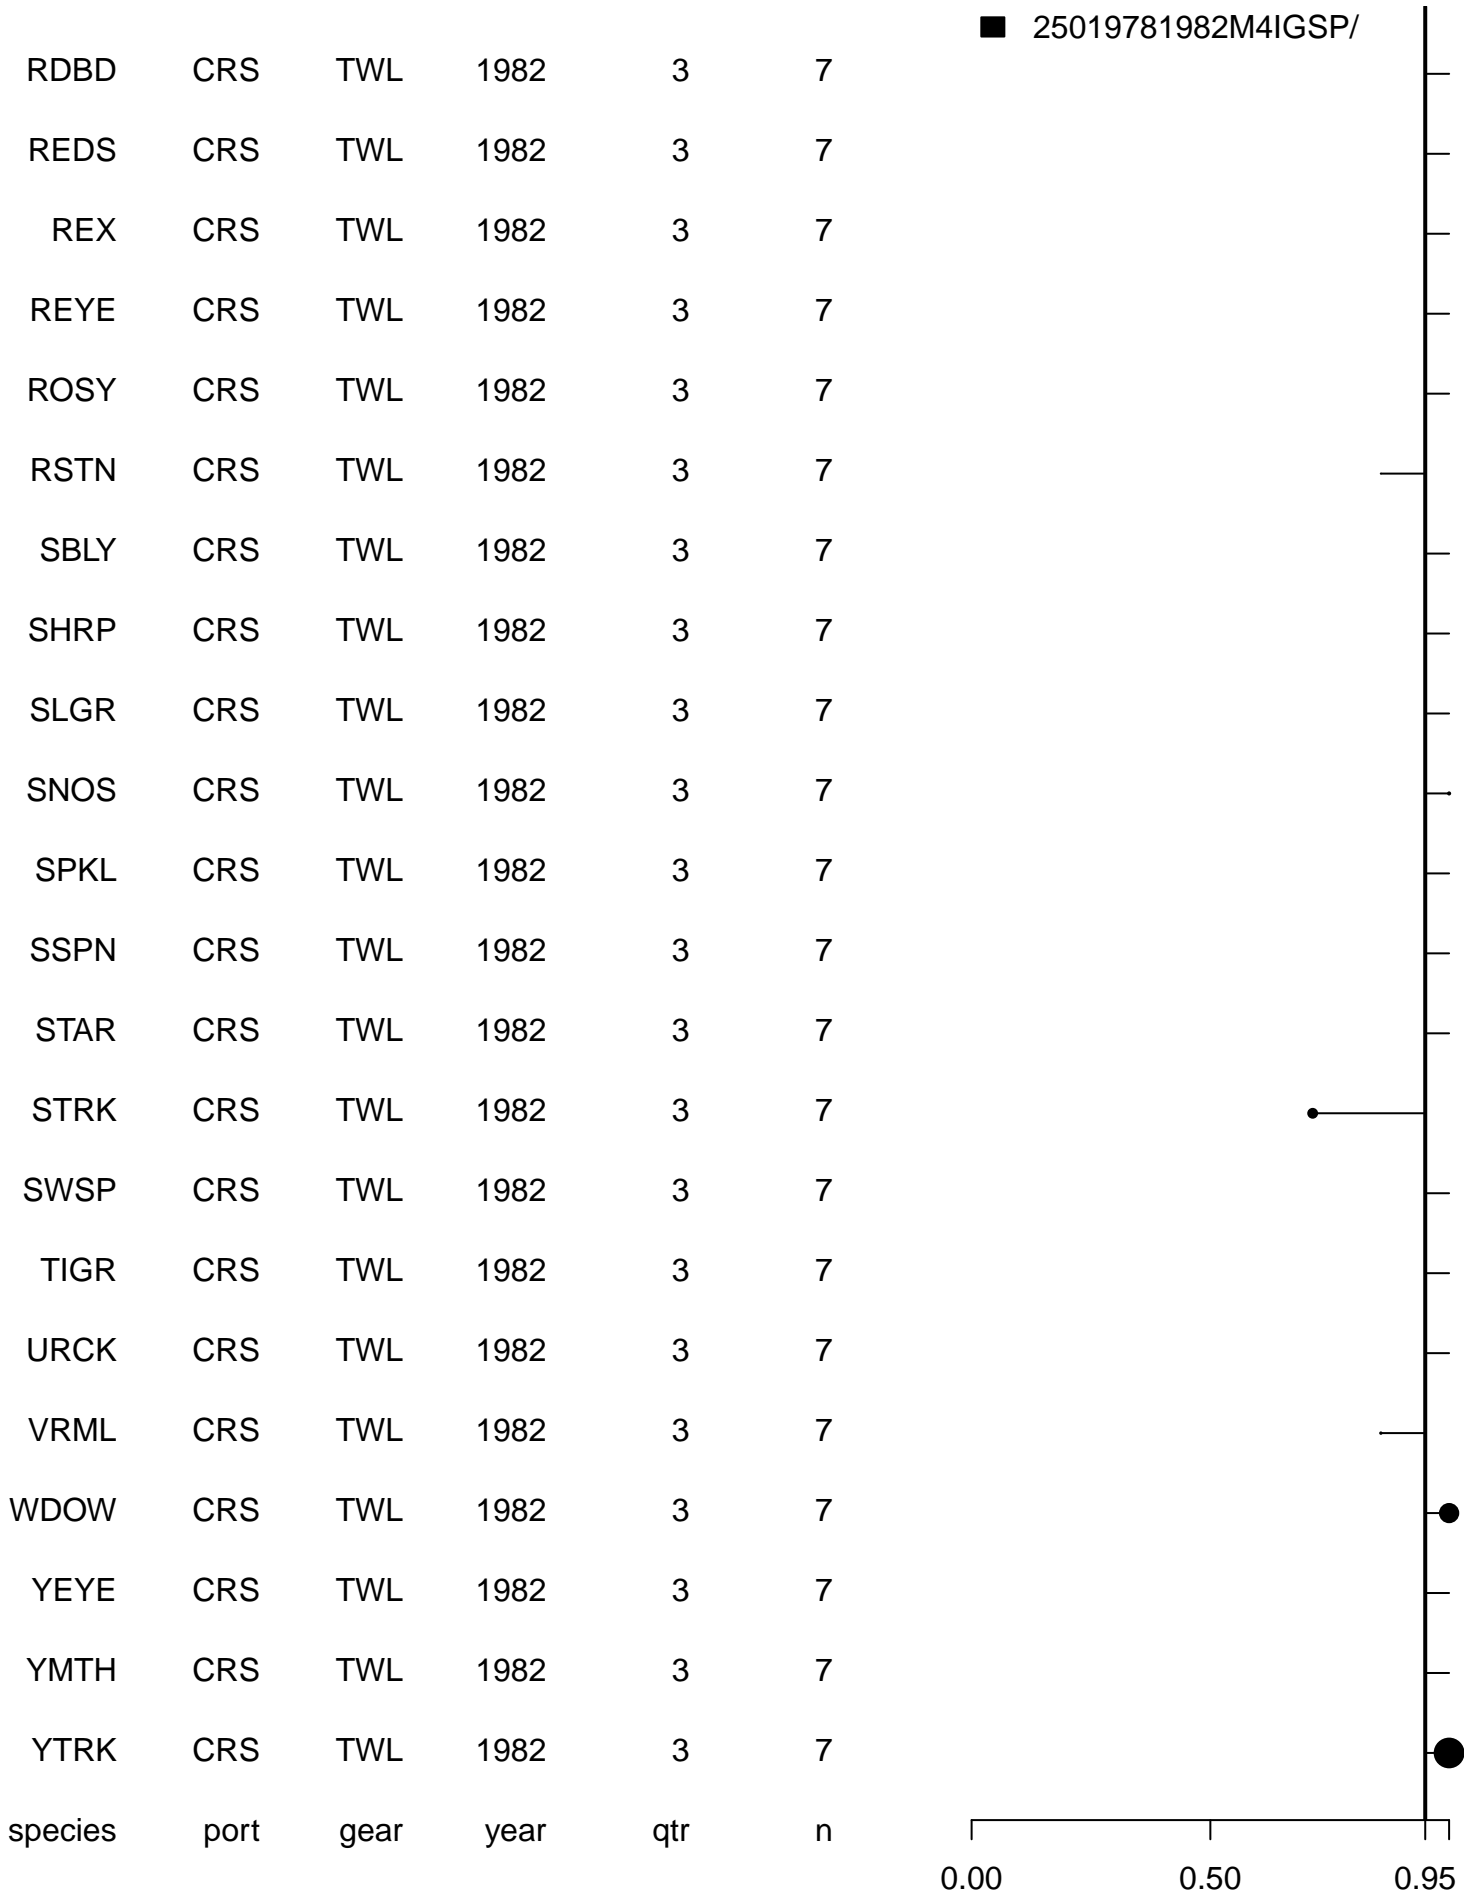 25019781982M4IGSP/
RDBD CRS TWL 1982 3 7
REDS CRS TWL 1982 3 7
REX CRS TWL 1982 3 7
REYE CRS TWL 1982 3 7
ROSY CRS TWL 1982 3 7
RSTN CRS TWL 1982 3 7
SBLY CRS TWL 1982 3 7
SHRP CRS TWL 1982 3 7
SLGR CRS TWL 1982 3 7
SNOS CRS TWL 1982 3 7
SPKL CRS TWL 1982 3 7
SSPN CRS TWL 1982 3 7
STAR CRS TWL 1982 3 7
STRK CRS TWL 1982 3 7
SWSP CRS TWL 1982 3 7
TIGR CRS TWL 1982 3 7
URCK CRS TWL 1982 3 7
VRML CRS TWL 1982 3 7
WDOW CRS TWL 1982 3 7
YEYE CRS TWL 1982 3 7
YMTH CRS TWL 1982 3 7
YTRK CRS TWL 1982 3 7
species port gear year qtr n
0.00 0.50 0.95